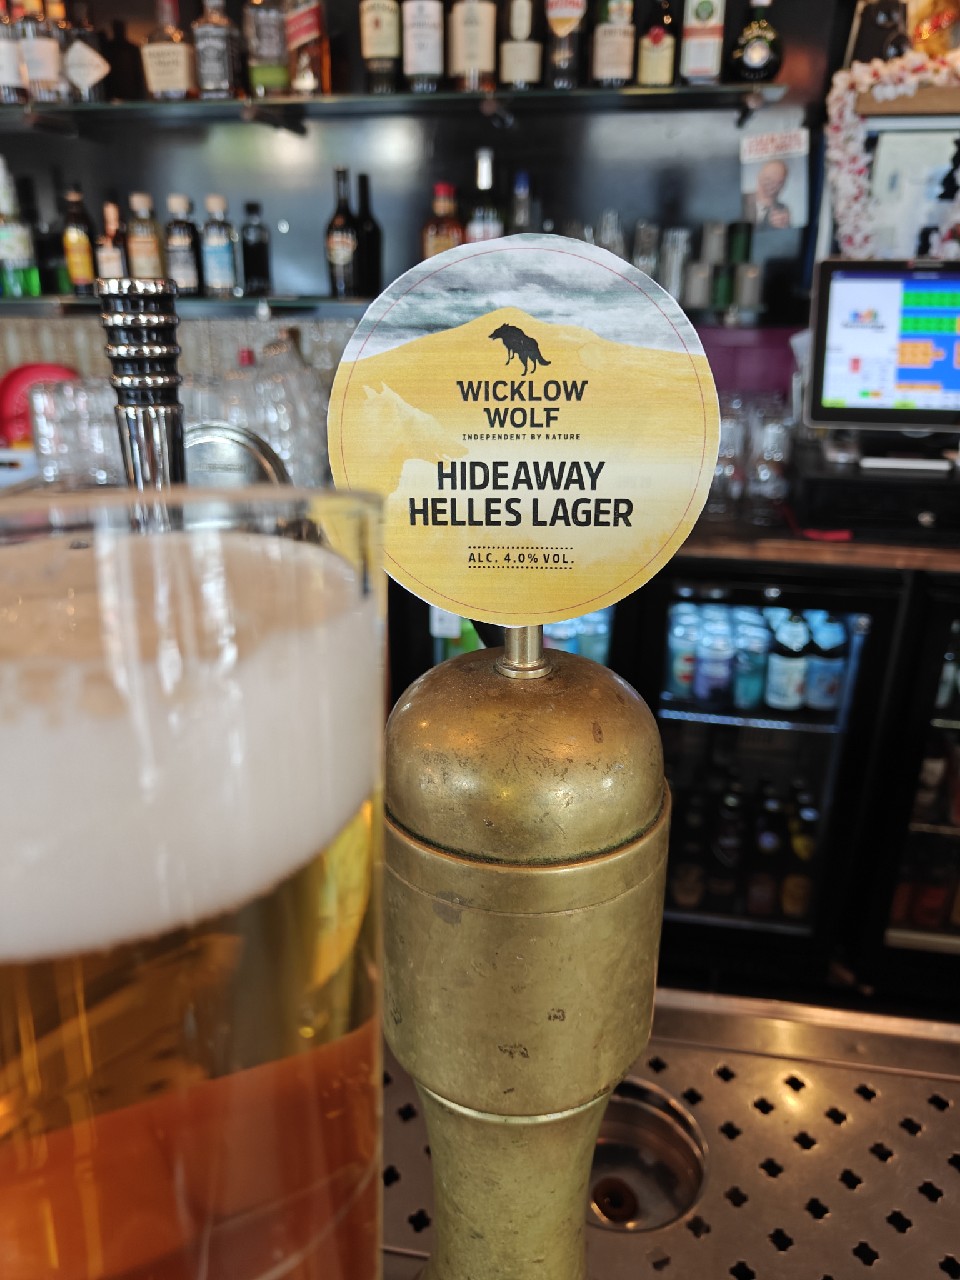 WICKLOW
WOLF
INDEPENDENT BY NATURE
HIDEAWAY
HELLES LAGER
ALC. 4.0% VOL.